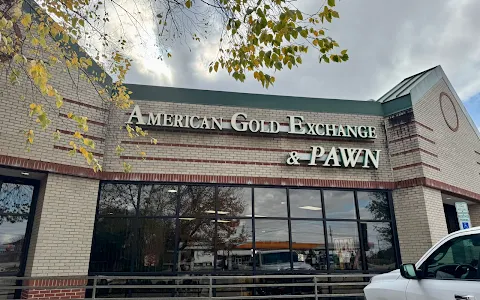 AMERICAN GOLD EXCHANGE
& PAWN